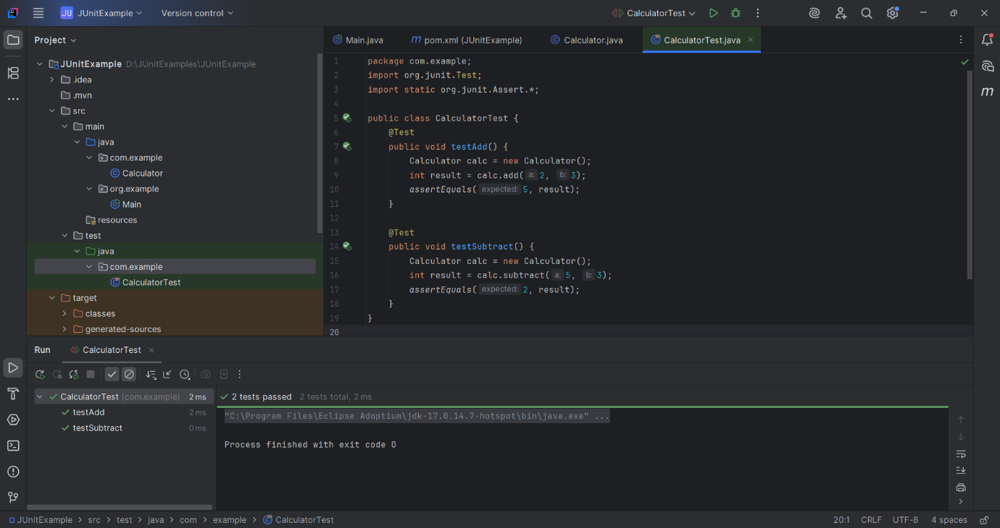 JU JUnitExample Version control CalculatorTest
Project
Main.java
m pom.xml (JUnitExample)
Calculator.java
CalculatorTest.java
JUnitExample D:\JUnitExamples\JUnitExample
.idea
.mvn
src
main
java
com.example
Calculator
org.example
Main
resources
test
java
com.example
CalculatorTest
target
classes
generated-sources
1 package com.example;
2 import org.junit.Test;
3 import static org.junit.Assert.*;
4
5 public class CalculatorTest {
6 @Test
7 public void testAdd() {
8 Calculator calc = new Calculator();
9 int result = calc.add( a: 2, b: 3);
10 assertEquals( expected: 5, result);
11 }
12
13 @Test
14 public void testSubtract() {
15 Calculator calc = new Calculator();
16 int result = calc.subtract( a: 5, b: 3);
17 assertEquals( expected: 2, result);
18 }
19 }
20
m
Run CalculatorTest
CalculatorTest (com.example) 2 ms
testAdd 2 ms
testSubtract 0 ms
2 tests passed 2 tests total, 2 ms
"C:\Program Files\Eclipse Adoptium\jdk-17.0.14.7-hotspot\bin\java.exe" ...
Process finished with exit code 0
JUnitExample > src > test > java > com > example > CalculatorTest
20:1 CRLF UTF-8 4 spaces